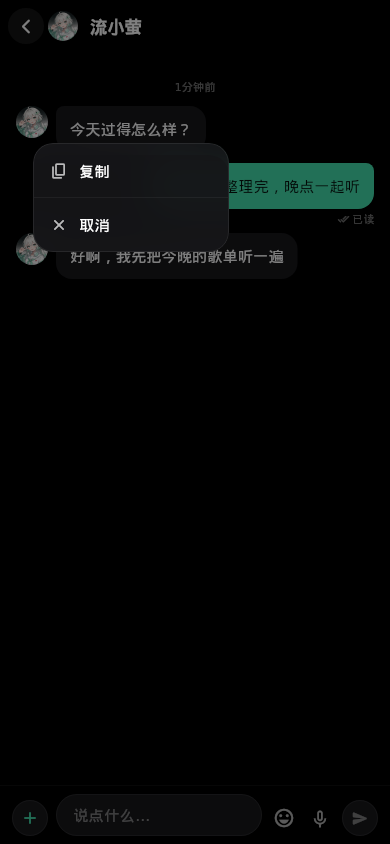 流小萤
1分钟前
今天过得怎么样？
复制
整理完，晚点一起听
已读
取消
好啊，我先把今晚的歌单听一遍
说点什么...